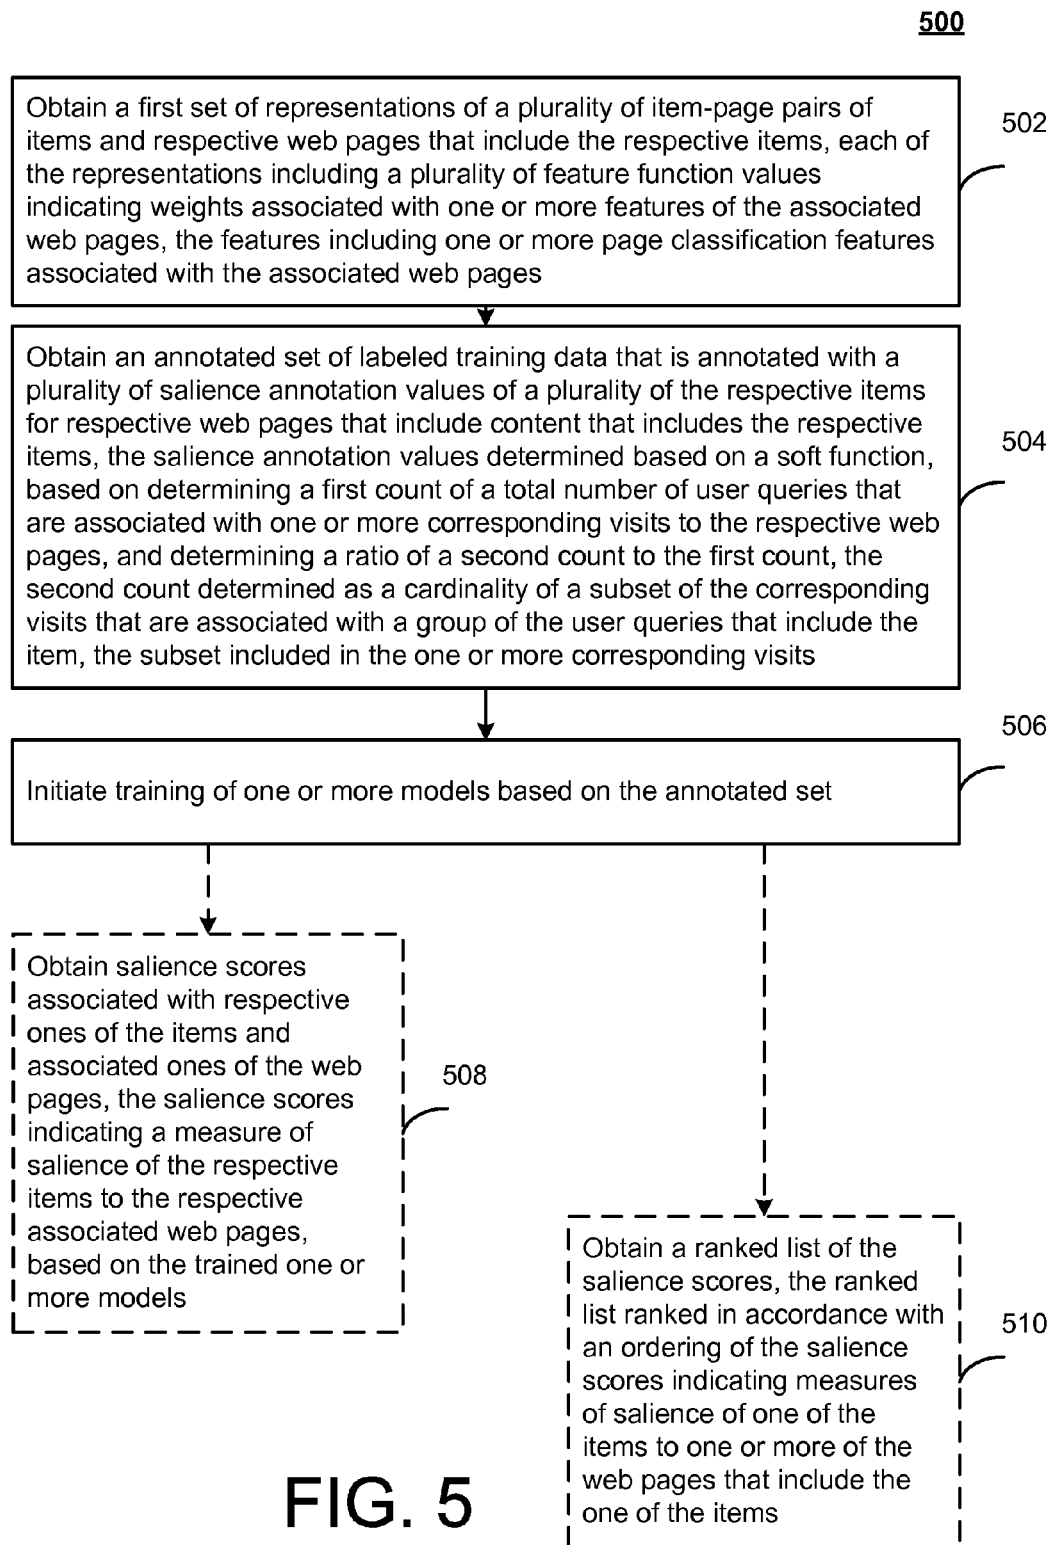 500
Obtain a first set of representations of a plurality of item-page pairs of
items and respective web pages that include the respective items, each of
the representations including a plurality of feature function values
indicating weights associated with one or more features of the associated
web pages, the features including one or more page classification features
associated with the associated web pages
502
Obtain an annotated set of labeled training data that is annotated with a
plurality of salience annotation values of a plurality of the respective items
for respective web pages that include content that includes the respective
items, the salience annotation values determined based on a soft function,
based on determining a first count of a total number of user queries that
are associated with one or more corresponding visits to the respective web
pages, and determining a ratio of a second count to the first count, the
second count determined as a cardinality of a subset of the corresponding
visits that are associated with a group of the user queries that include the
item, the subset included in the one or more corresponding visits
504
Initiate training of one or more models based on the annotated set
506
Obtain salience scores
associated with respective
ones of the items and
associated ones of the web
pages, the salience scores
indicating a measure of
salience of the respective
items to the respective
associated web pages,
based on the trained one or
more models
508
Obtain a ranked list of the
salience scores, the ranked
list ranked in accordance with
an ordering of the salience
scores indicating measures
of salience of one of the
items to one or more of the
web pages that include the
one of the items
510
FIG. 5